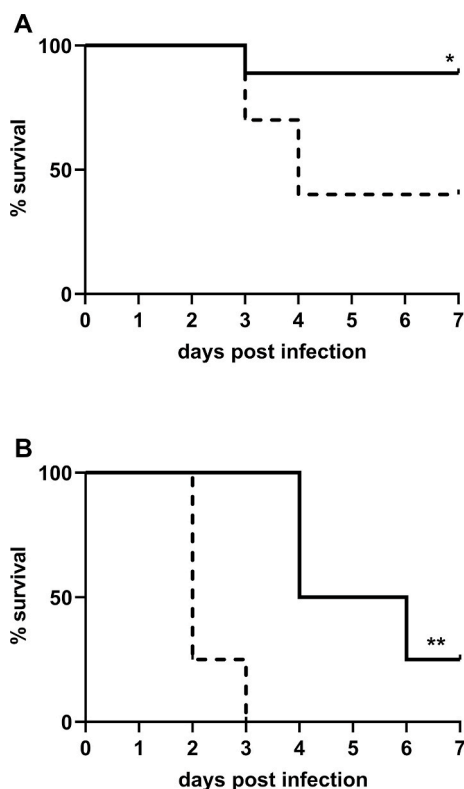 A
100
*
50
0
% survival
0 1 2 3 4 5 6 7
days post infection
B
100
50
**
0
% survival
0 1 2 3 4 5 6 7
days post infection